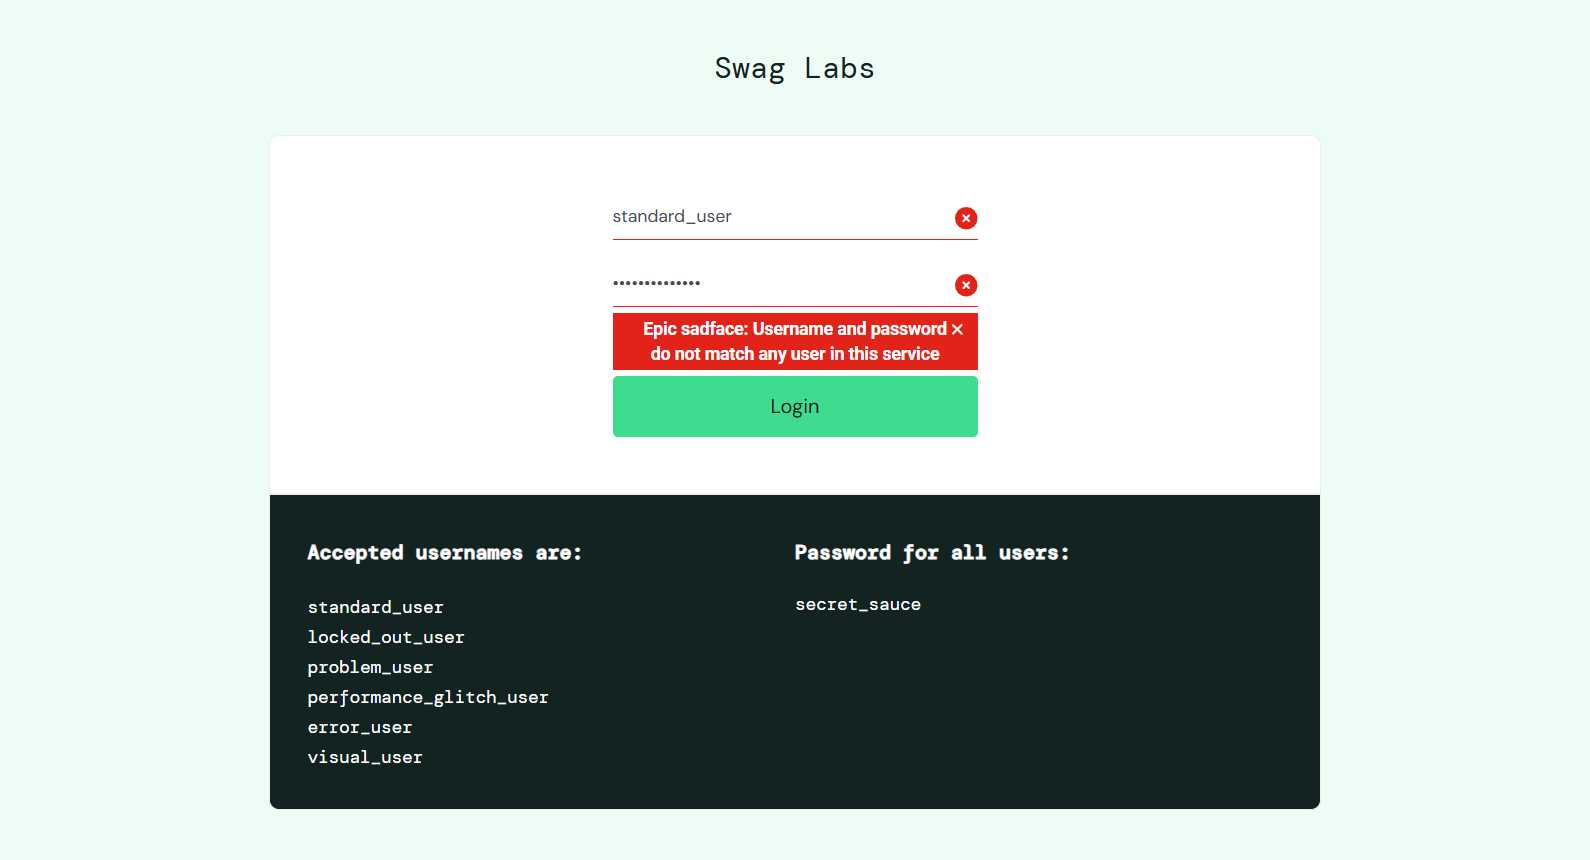 Swag Labs
standard_user
••••••••••••••
Epic sadface: Username and password
do not match any user in this service
Login
Accepted usernames are:
standard_user
locked_out_user
problem_user
performance_glitch_user
error_user
visual_user
Password for all users:
secret_sauce